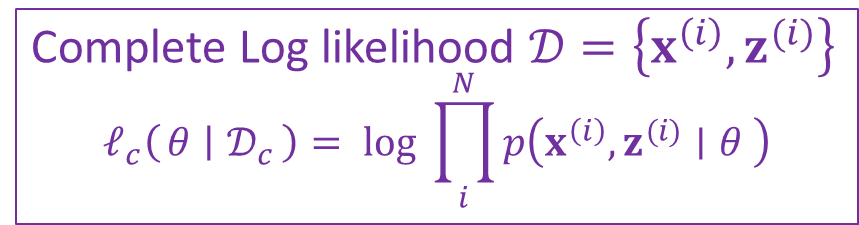 Complete Log likelihood 𝒟 = {𝐱⁽ⁱ⁾, 𝐳⁽ⁱ⁾}
ℓ_c(θ | 𝒟_c) = log ∏_i^N p(𝐱⁽ⁱ⁾, 𝐳⁽ⁱ⁾ | θ)